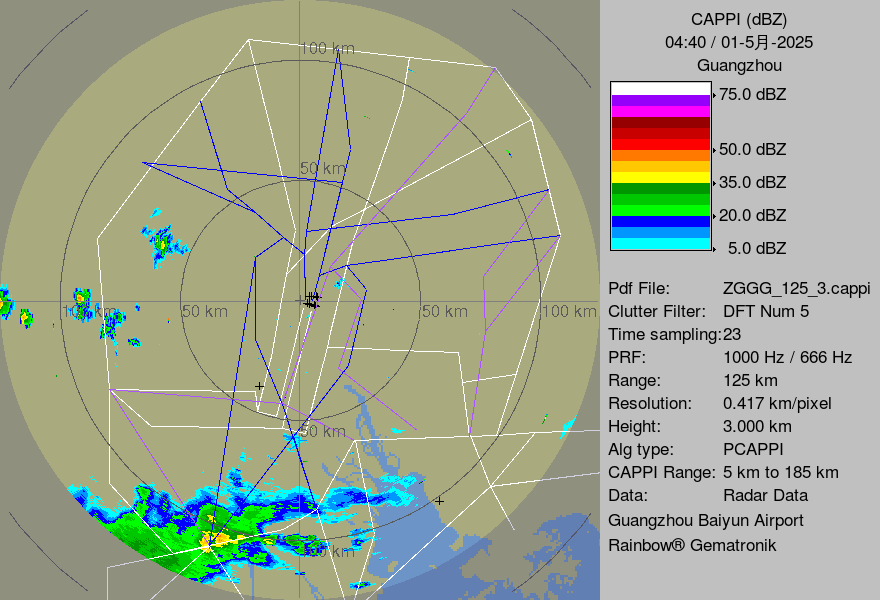 100 km
50 km
100 km
50 km
50 km
100 km
50 km
CAPPI (dBZ)
04:40 / 01-5月-2025
Guangzhou
75.0 dBZ
50.0 dBZ
35.0 dBZ
20.0 dBZ
5.0 dBZ
Pdf File: ZGGG_125_3.cappi
Clutter Filter: DFT Num 5
Time sampling:23
PRF: 1000 Hz / 666 Hz
Range: 125 km
Resolution: 0.417 km/pixel
Height: 3.000 km
Alg type: PCAPPI
CAPPI Range: 5 km to 185 km
Data: Radar Data
Guangzhou Baiyun Airport
Rainbow® Gematronik